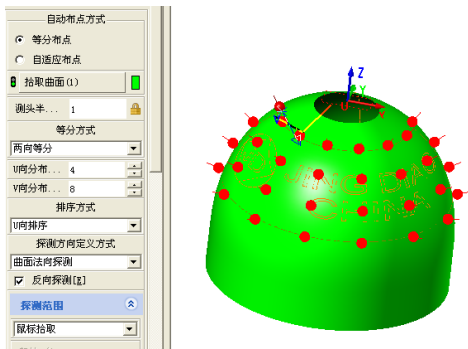 自动布点方式
等分布点
自适应布点
拾取曲面(1)
测头半... 1
等分方式
两向等分
U向分布... 4
V向分布... 8
排序方式
U向排序
探测方向定义方式
曲面法向探测
反向探测[E]
探测范围
鼠标拾取
Z
Y